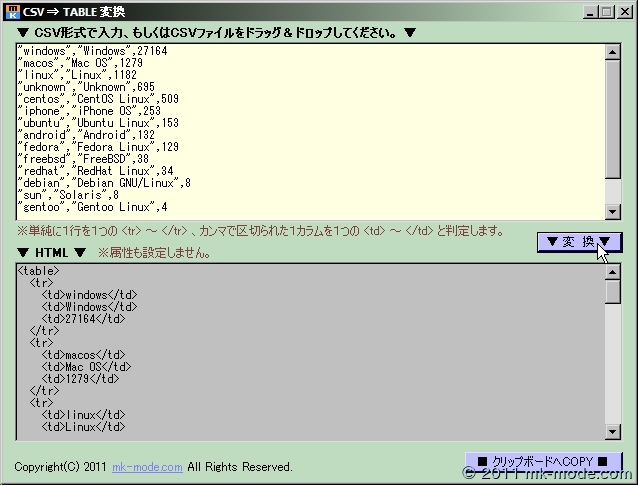 CSV ⇒ TABLE 変換
▼ CSV形式で入力、もしくはCSVファイルをドラッグ＆ドロップしてください。 ▼
"windows","Windows",27164
"macos","Mac OS",1279
"linux","Linux",1182
"unknown","Unknown",695
"centos","CentOS Linux",509
"iphone","iPhone OS",253
"ubuntu","Ubuntu Linux",153
"android","Android",132
"fedora","Fedora Linux",129
"freebsd","FreeBSD",38
"redhat","RedHat Linux",34
"debian","Debian GNU/Linux",8
"sun","Solaris",8
"gentoo","Gentoo Linux",4
※単純に1行を1つの <tr> ～ </tr> 、カンマで区切られた1カラムを1つの <td> ～ </td> と判定します。
▼ 変 換 ▼
▼ HTML ▼ ※属性も設定しません。
<table>
<tr>
<td>windows</td>
<td>Windows</td>
<td>27164</td>
</tr>
<tr>
<td>macos</td>
<td>Mac OS</td>
<td>1279</td>
</tr>
<tr>
<td>linux</td>
<td>Linux</td>
■ クリップボードへCOPY ■
Copyright(C) 2011 mk-mode.com All Rights Reserved.
© 2011 mk-mode.com